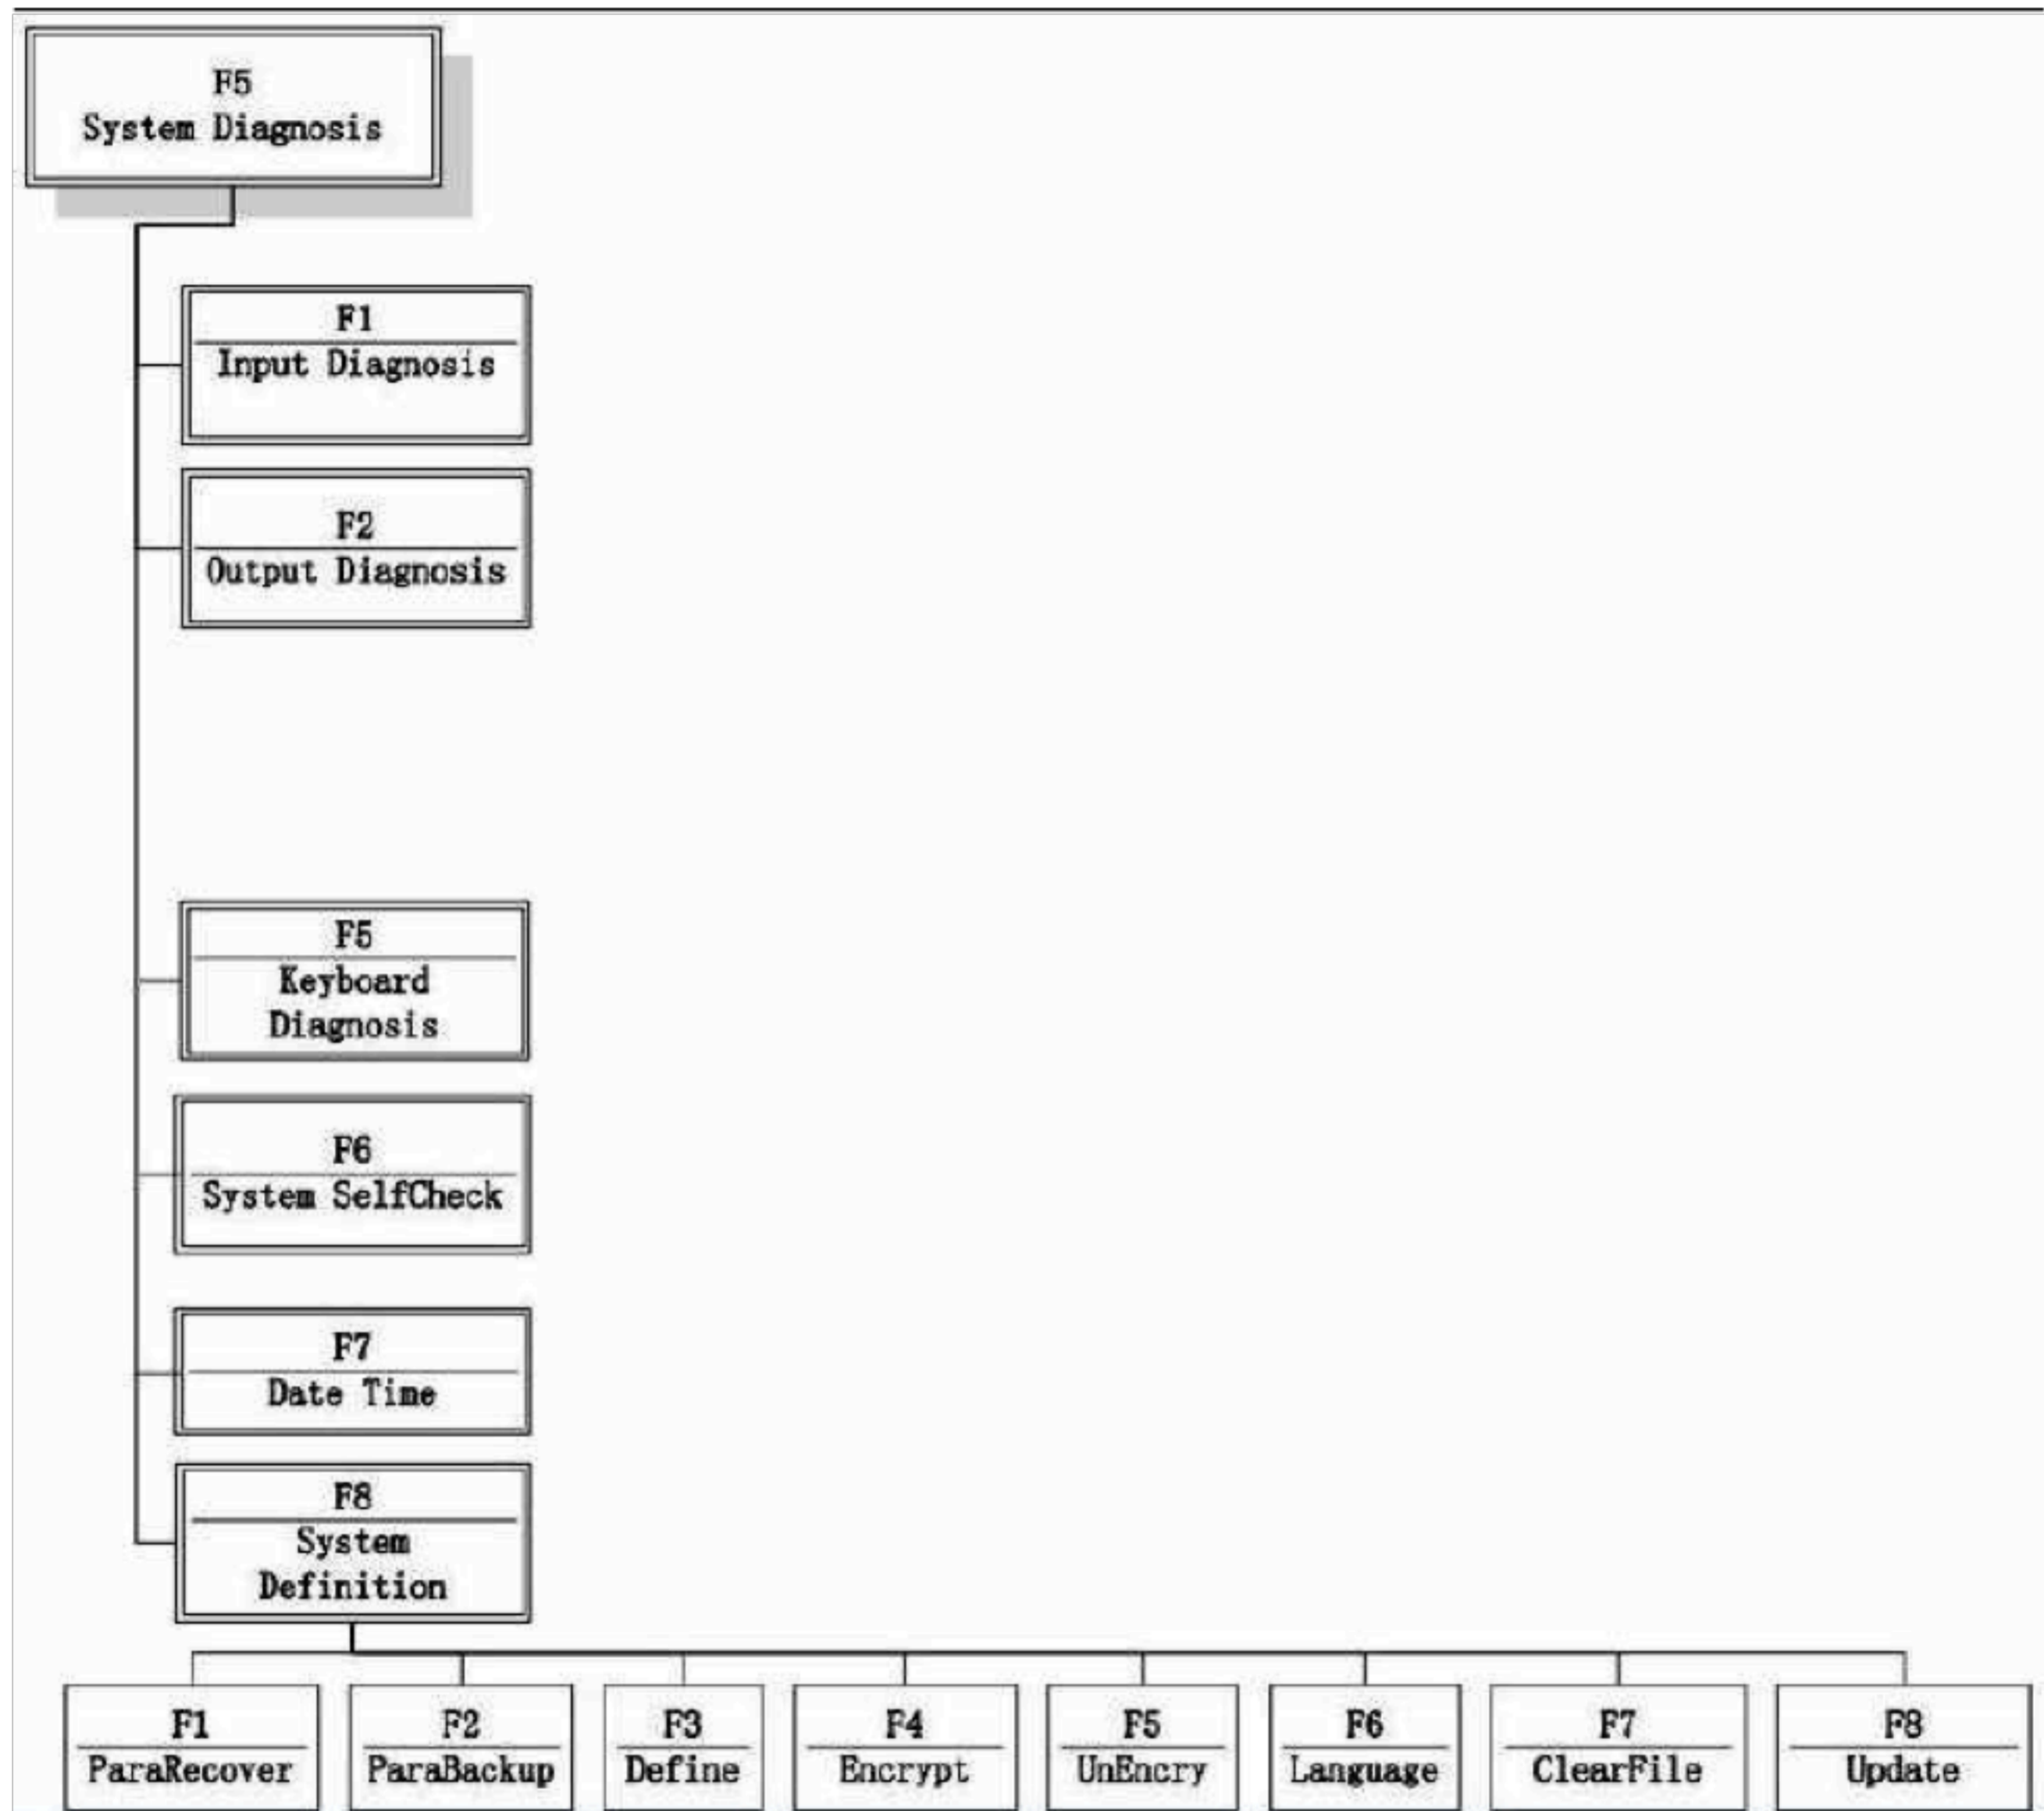 F5
System Diagnosis
F1
Input Diagnosis
F2
Output Diagnosis
F5
Keyboard
Diagnosis
F6
System SelfCheck
F7
Date Time
F8
System
Definition
F1
ParaRecover
F2
ParaBackup
F3
Define
F4
Encrypt
F5
UnEncry
F6
Language
F7
ClearFile
F8
Update